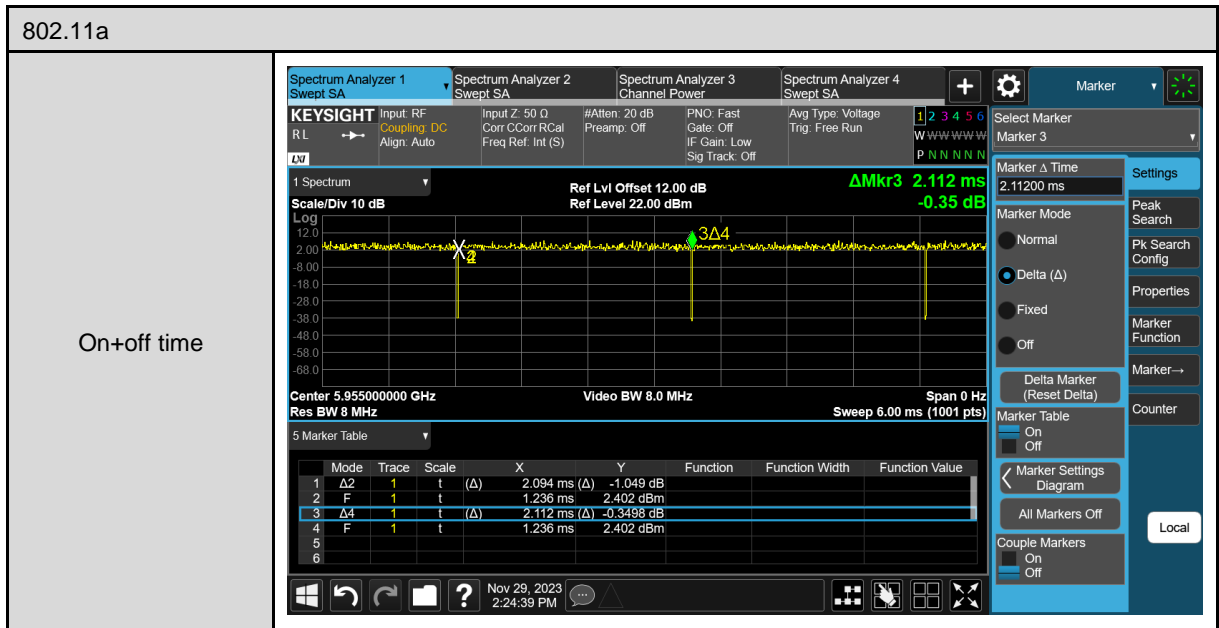 802.11a
On+off time
Spectrum Analyzer 1
Swept SA
Spectrum Analyzer 2
Swept SA
Spectrum Analyzer 3
Channel Power
Spectrum Analyzer 4
Swept SA
+
Marker
KEYSIGHT
RL
LXI
Input: RF
Coupling: DC
Align: Auto
Input Z: 50 Ω
Corr CCorr RCal
Freq Ref: Int (S)
#Atten: 20 dB
Preamp: Off
PNO: Fast
Gate: Off
IF Gain: Low
Sig Track: Off
Avg Type: Voltage
Trig: Free Run
1 2 3 4 5 6
W W W W W W
P N N N N N
Select Marker
Marker 3
1 Spectrum
Scale/Div 10 dB
Ref Lvl Offset 12.00 dB
Ref Level 22.00 dBm
ΔMkr3 2.112 ms
-0.35 dB
Log
12.0
2.00
-8.00
-18.0
-28.0
-38.0
-48.0
-58.0
-68.0
3Δ4
Center 5.955000000 GHz
Res BW 8 MHz
Video BW 8.0 MHz
Span 0 Hz
Sweep 6.00 ms (1001 pts)
5 Marker Table
Mode Trace Scale X Y Function Function Width Function Value
1 Δ2 1 t (Δ) 2.094 ms (Δ) -1.049 dB
2 F 1 t 1.236 ms 2.402 dBm
3 Δ4 1 t (Δ) 2.112 ms (Δ) -0.3498 dB
4 F 1 t 1.236 ms 2.402 dBm
5
6
Nov 29, 2023
2:24:39 PM
Marker Δ Time
2.11200 ms
Marker Mode
Normal
Delta (Δ)
Fixed
Off
Delta Marker
(Reset Delta)
Marker Table
On
Off
Marker Settings
Diagram
All Markers Off
Couple Markers
On
Off
Settings
Peak
Search
Pk Search
Config
Properties
Marker
Function
Marker→
Counter
Local